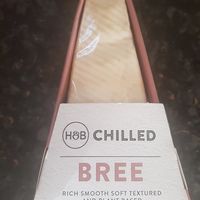 H&B CHILLED
BREE
RICH SMOOTH SOFT TEXTURED
AND PLANT BASED